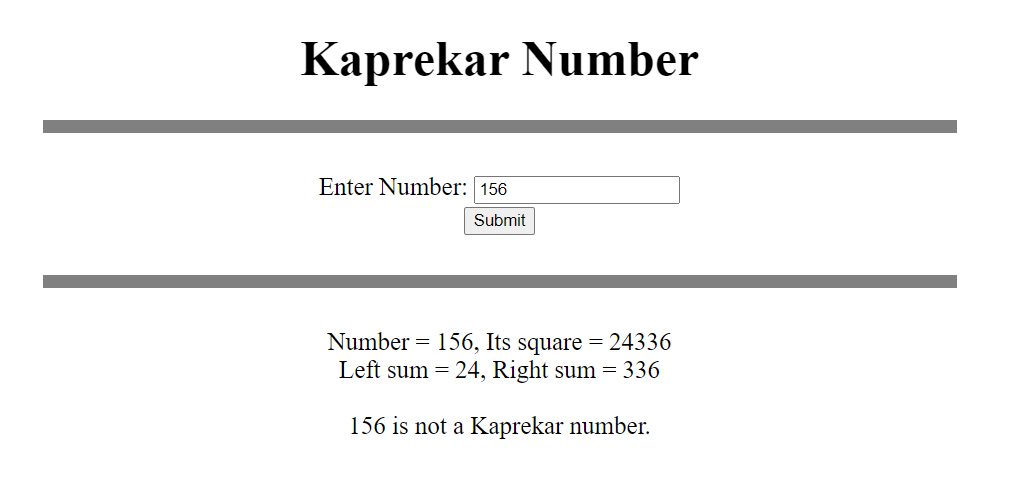 Kaprekar Number
Enter Number: 156
Submit
Number = 156, Its square = 24336
Left sum = 24, Right sum = 336
156 is not a Kaprekar number.